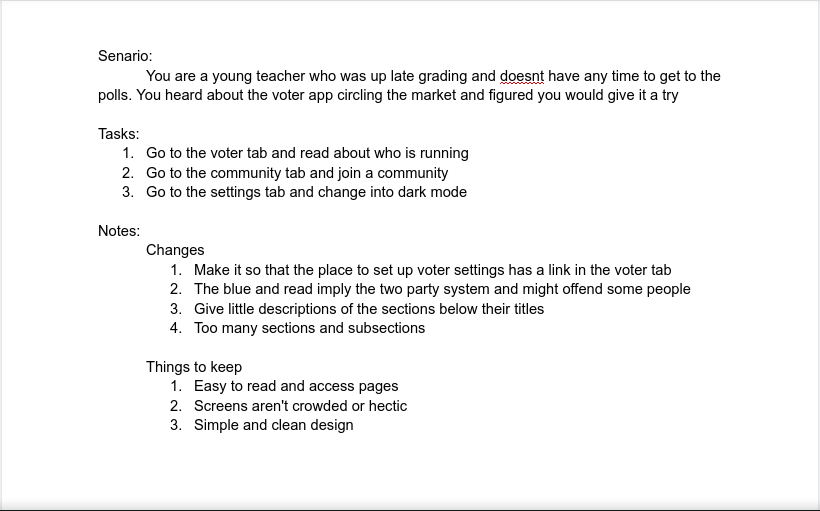 Senario:
You are a young teacher who was up late grading and doesnt have any time to get to the
polls. You heard about the voter app circling the market and figured you would give it a try
Tasks:
1. Go to the voter tab and read about who is running
2. Go to the community tab and join a community
3. Go to the settings tab and change into dark mode
Notes:
Changes
1. Make it so that the place to set up voter settings has a link in the voter tab
2. The blue and read imply the two party system and might offend some people
3. Give little descriptions of the sections below their titles
4. Too many sections and subsections
Things to keep
1. Easy to read and access pages
2. Screens aren't crowded or hectic
3. Simple and clean design